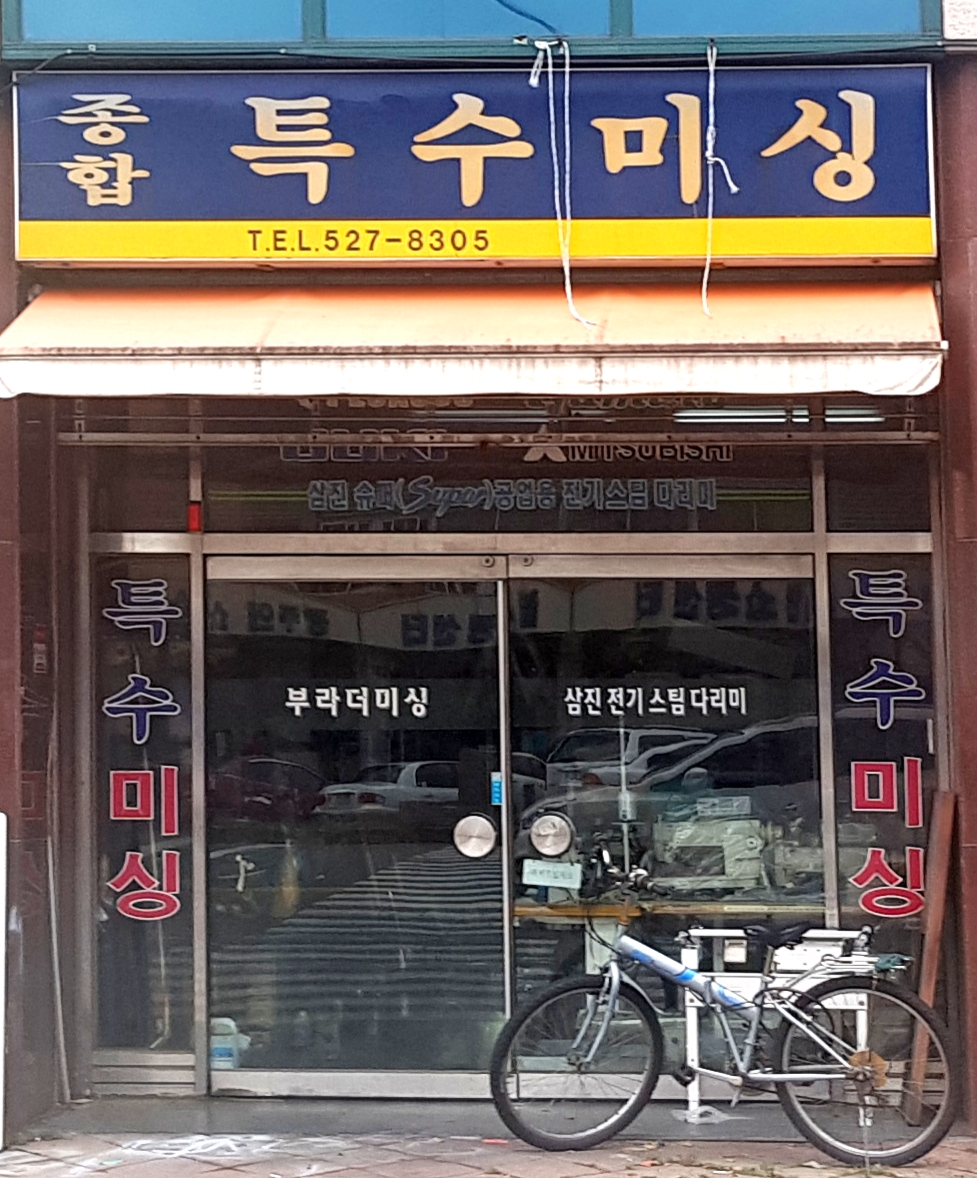 종합 특수미싱
T.E.L.527-8305
MITSUBISHI
삼진 슈퍼(Super)공업용 전기스팀 다리미
특수미싱
부라더미싱
삼진전기스팀다리미
특수미싱